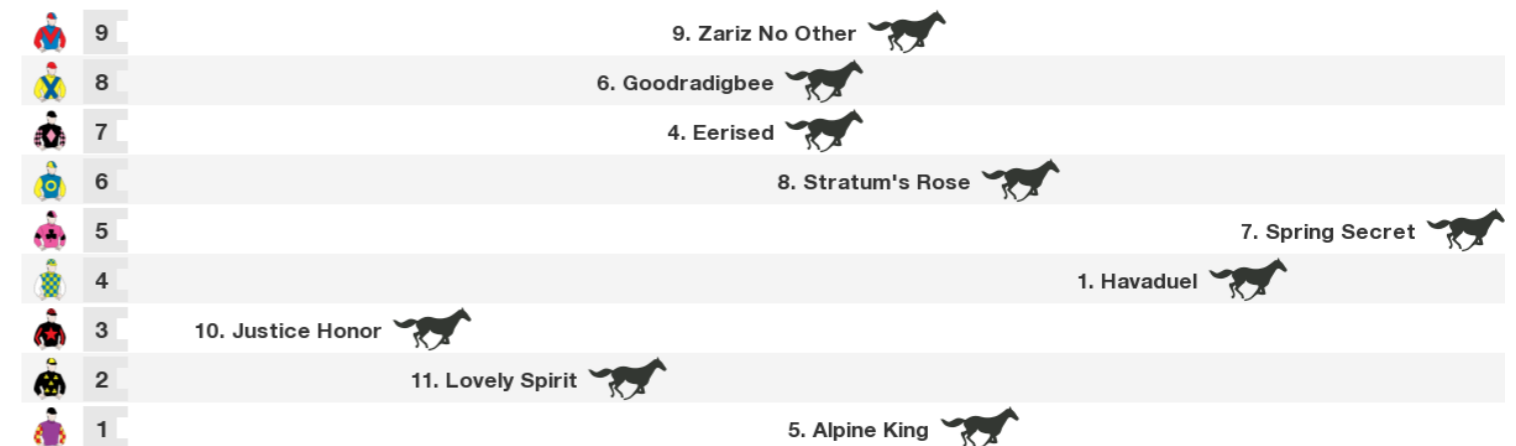 9 9. Zariz No Other
8 6. Goodradigbee
7 4. Eerised
6 8. Stratum's Rose
5 7. Spring Secret
4 1. Havaduel
3 10. Justice Honor
2 11. Lovely Spirit
1 5. Alpine King